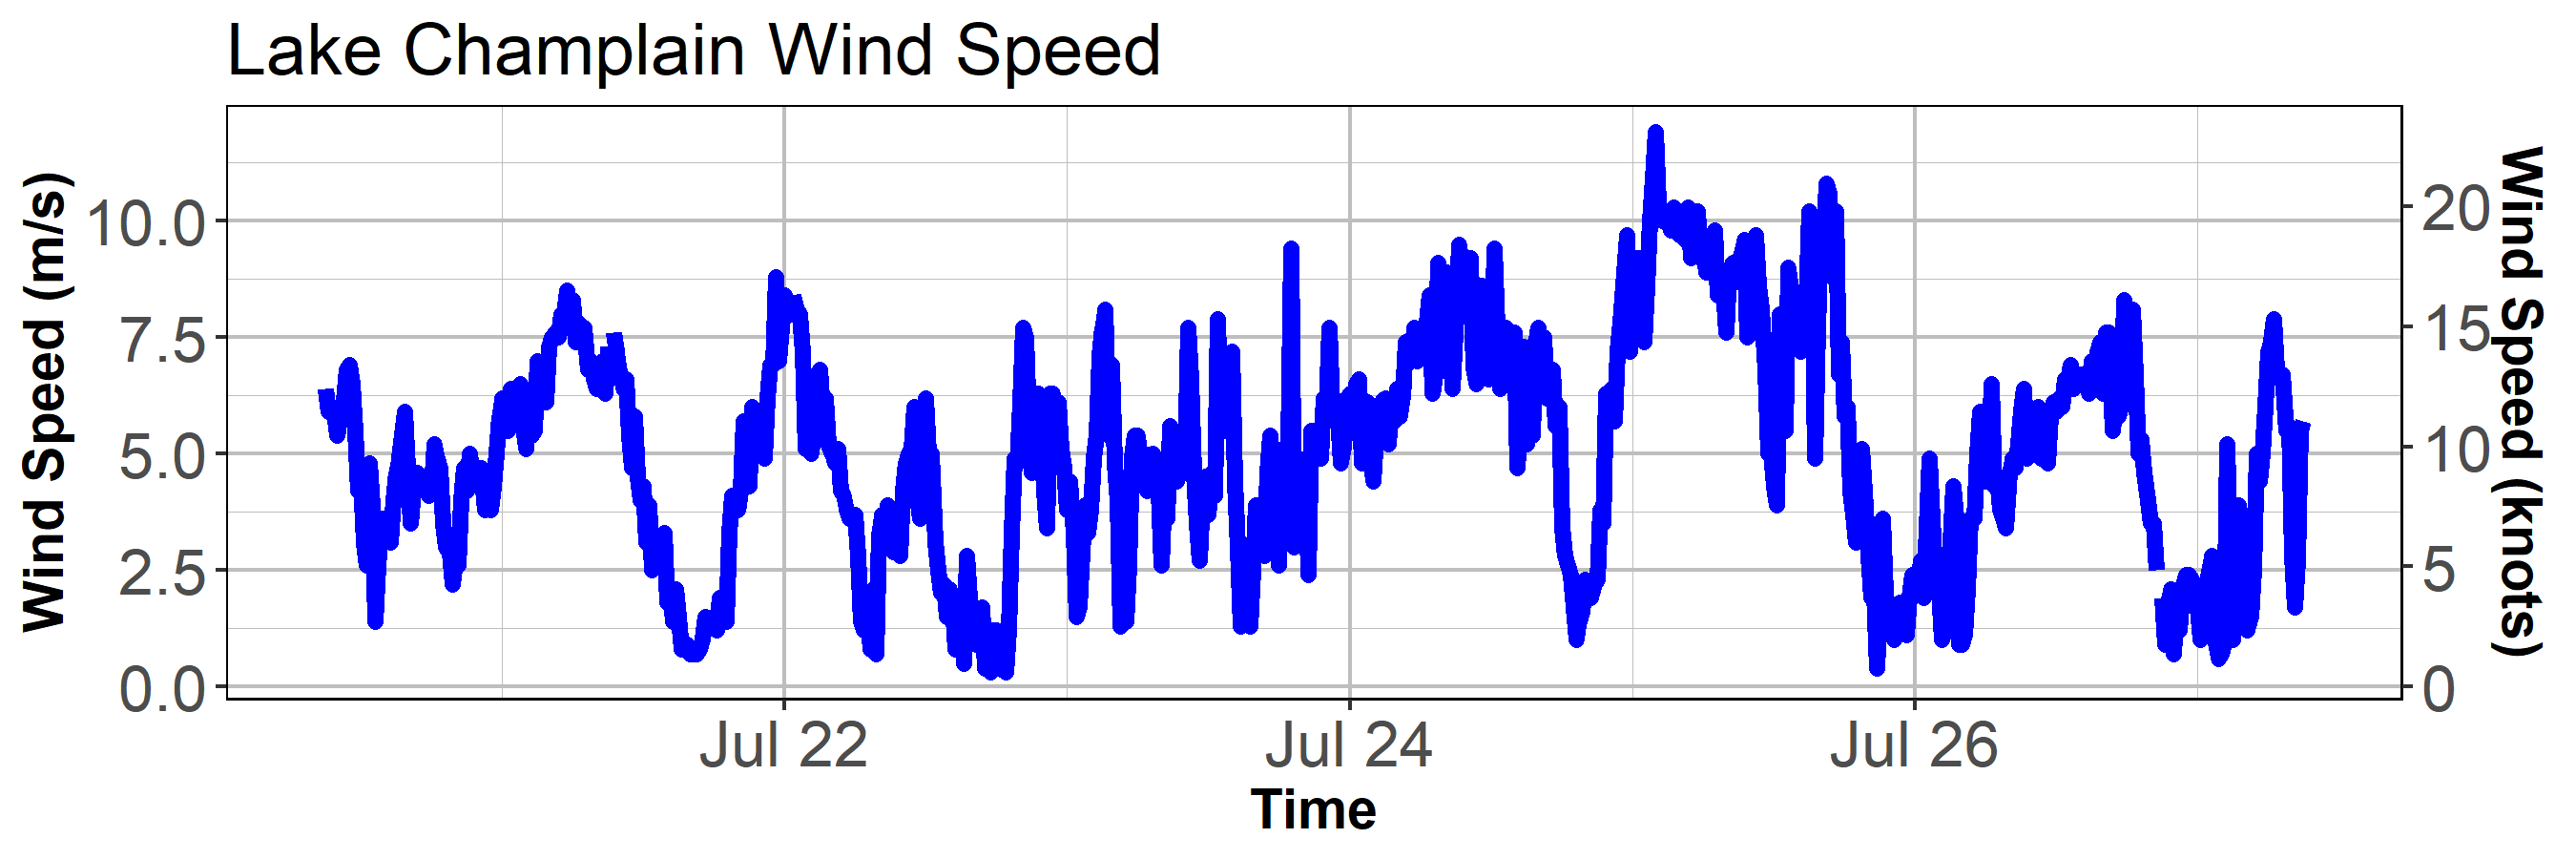 Lake Champlain Wind Speed
Wind Speed (m/s)
10.0
7.5
5.0
2.5
0.0
20
15
10
5
0
Wind Speed (knots)
Jul 22
Jul 24
Jul 26
Time